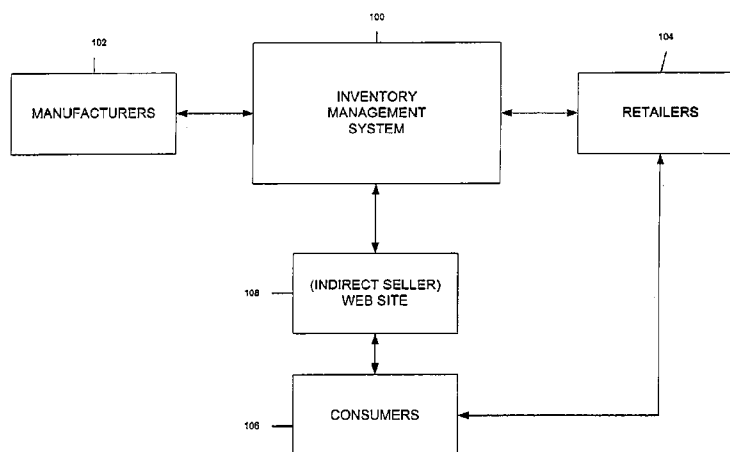 100
102
104
MANUFACTURERS
INVENTORY
MANAGEMENT
SYSTEM
RETAILERS
108
(INDIRECT SELLER)
WEB SITE
106
CONSUMERS